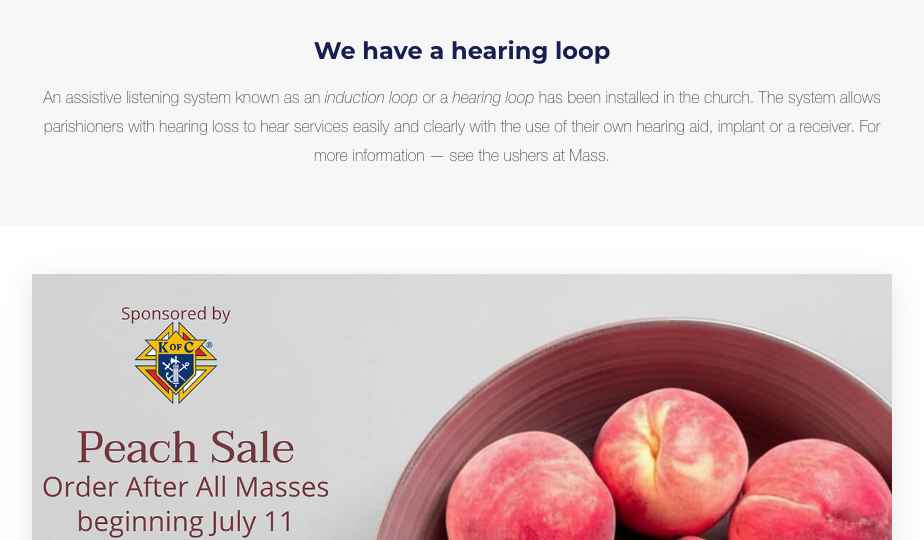 We have a hearing loop
An assistive listening system known as an induction loop or a hearing loop has been installed in the church. The system allows
parishioners with hearing loss to hear services easily and clearly with the use of their own hearing aid, implant or a receiver. For
more information — see the ushers at Mass.
Sponsored by
K OF C ®
Peach Sale
Order After All Masses
beginning July 11